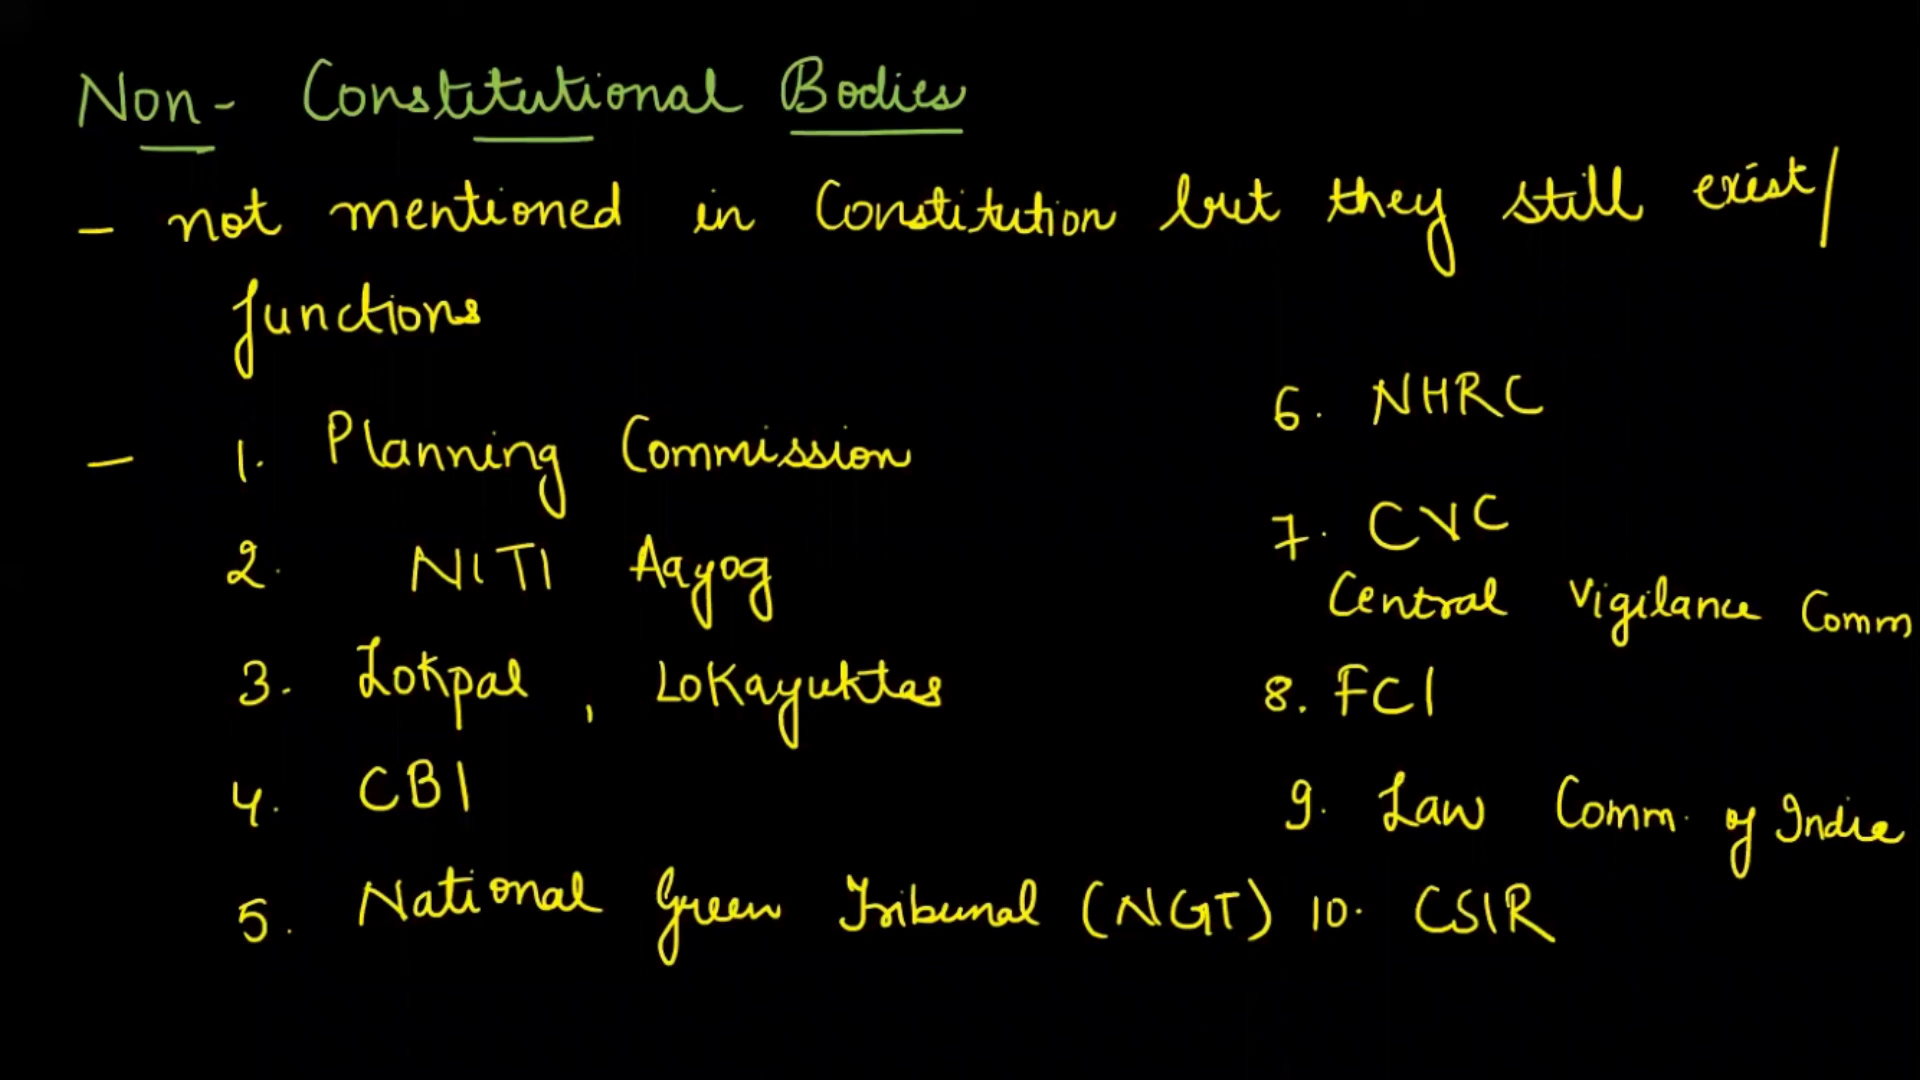 Non- Constitutional Bodies
- not mentioned in Constitution but they still exist/
functions
- 1. Planning Commission
2. NITI Aayog
3. Lokpal, Lokayuktas
4. CBI
5. National Green Tribunal (NGT)
6. NHRC
7. CVC
Central Vigilance Comm
8. FCI
9. Law Comm. of India
10. CSIR